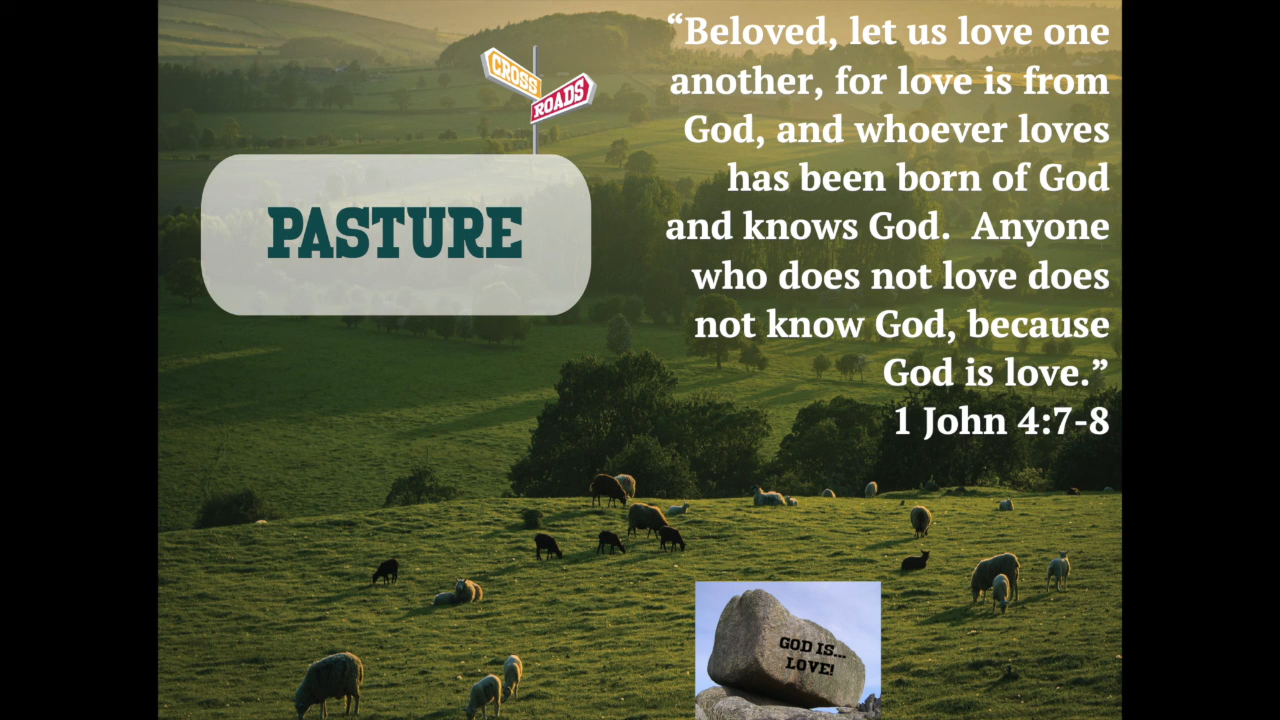 CROSS
ROADS
PASTURE
“Beloved, let us love one
another, for love is from
God, and whoever loves
has been born of God
and knows God.  Anyone
who does not love does
not know God, because
God is love.”
1 John 4:7-8
GOD IS...
LOVE!